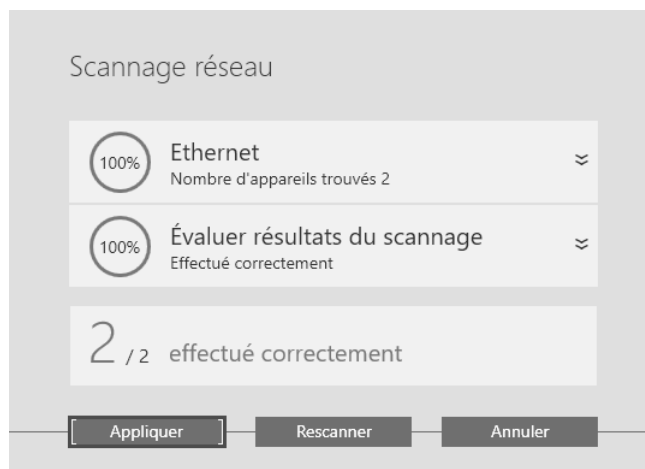 Scannage réseau
100%
Ethernet
Nombre d'appareils trouvés 2
100%
Évaluer résultats du scannage
Effectué correctement
2 / 2 effectué correctement
Appliquer Rescanner Annuler